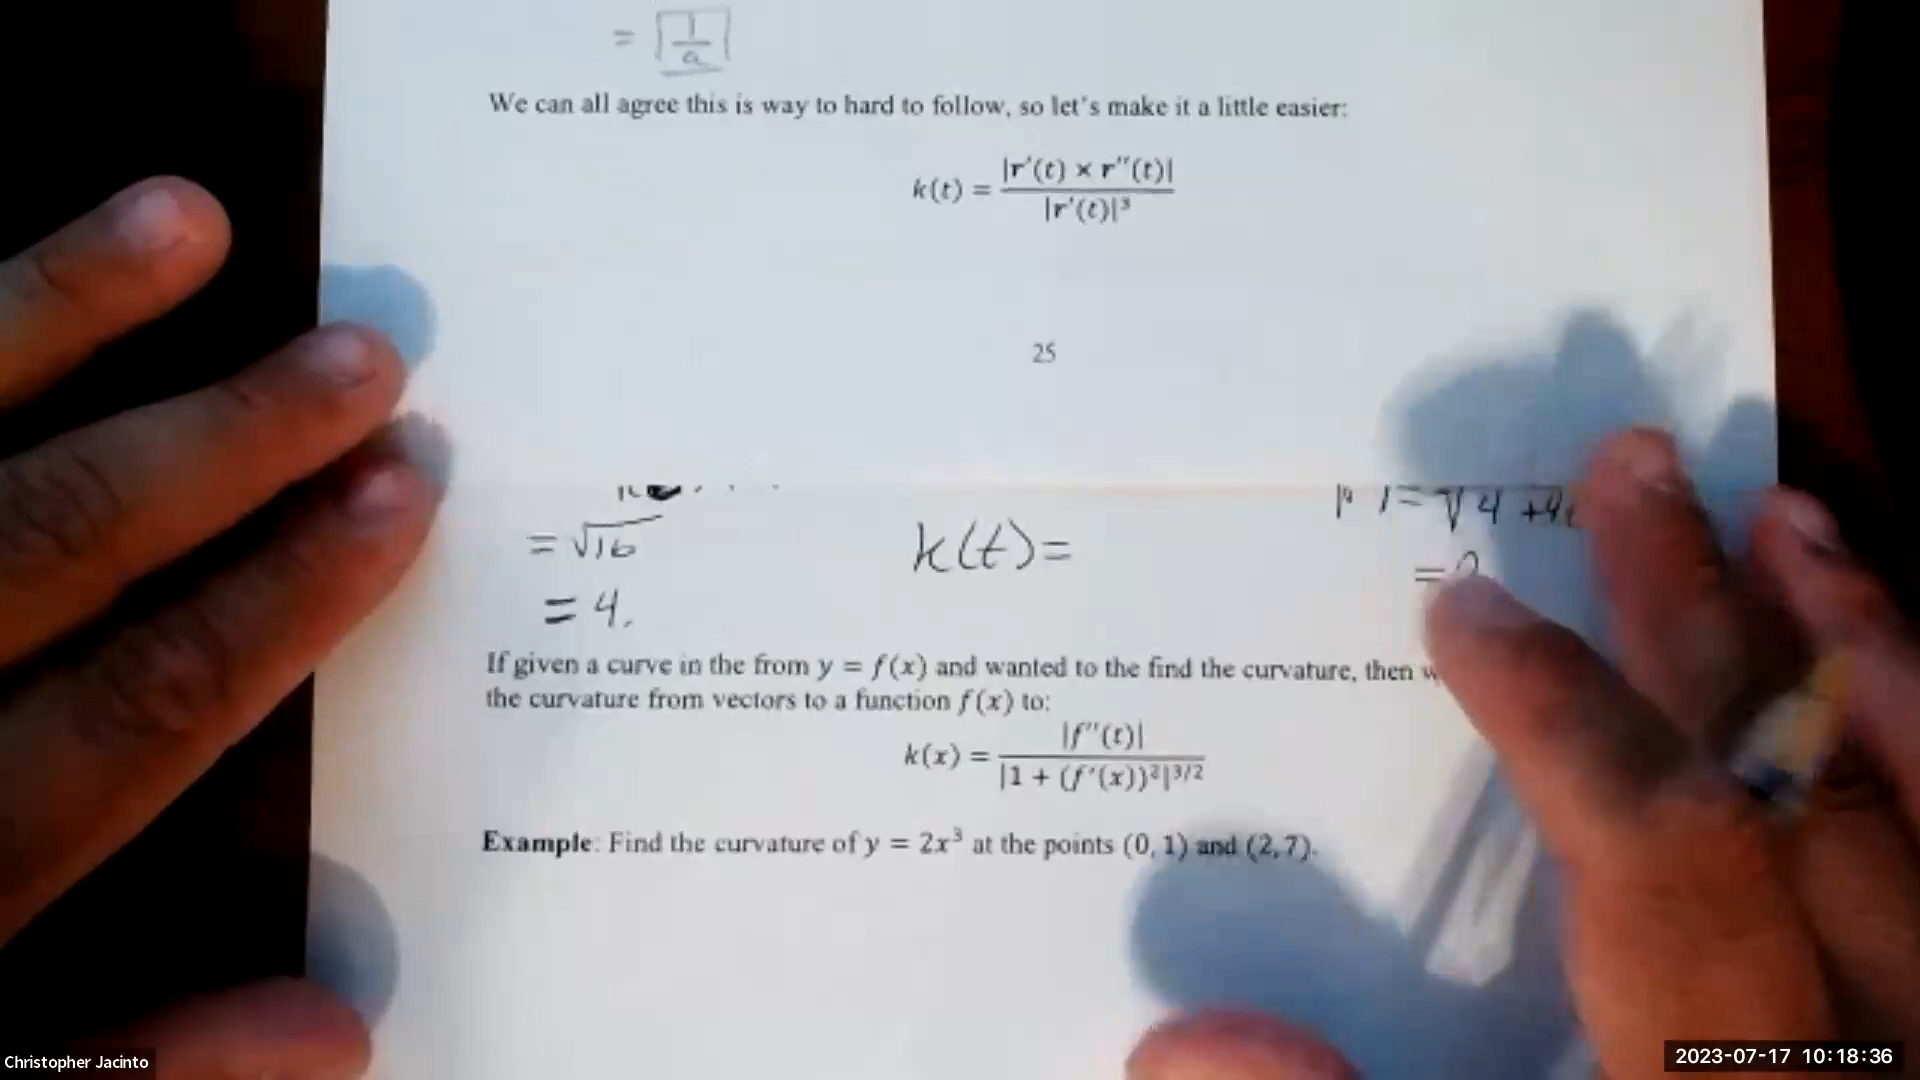 = 1/a
We can all agree this is way to hard to follow, so let's make it a little easier:
k(t) = |r'(t) × r''(t)| / |r'(t)|³
25
= √16
k(t)=
= √4 +4
= 4.
=
If given a curve in the from y = f(x) and wanted to the find the curvature, then
the curvature from vectors to a function f(x) to:
k(x) = |f''(t)| / |1 + (f'(x))²|³/²
Example: Find the curvature of y = 2x³ at the points (0, 1) and (2, 7).
Christopher Jacinto
2023-07-17 10:18:36